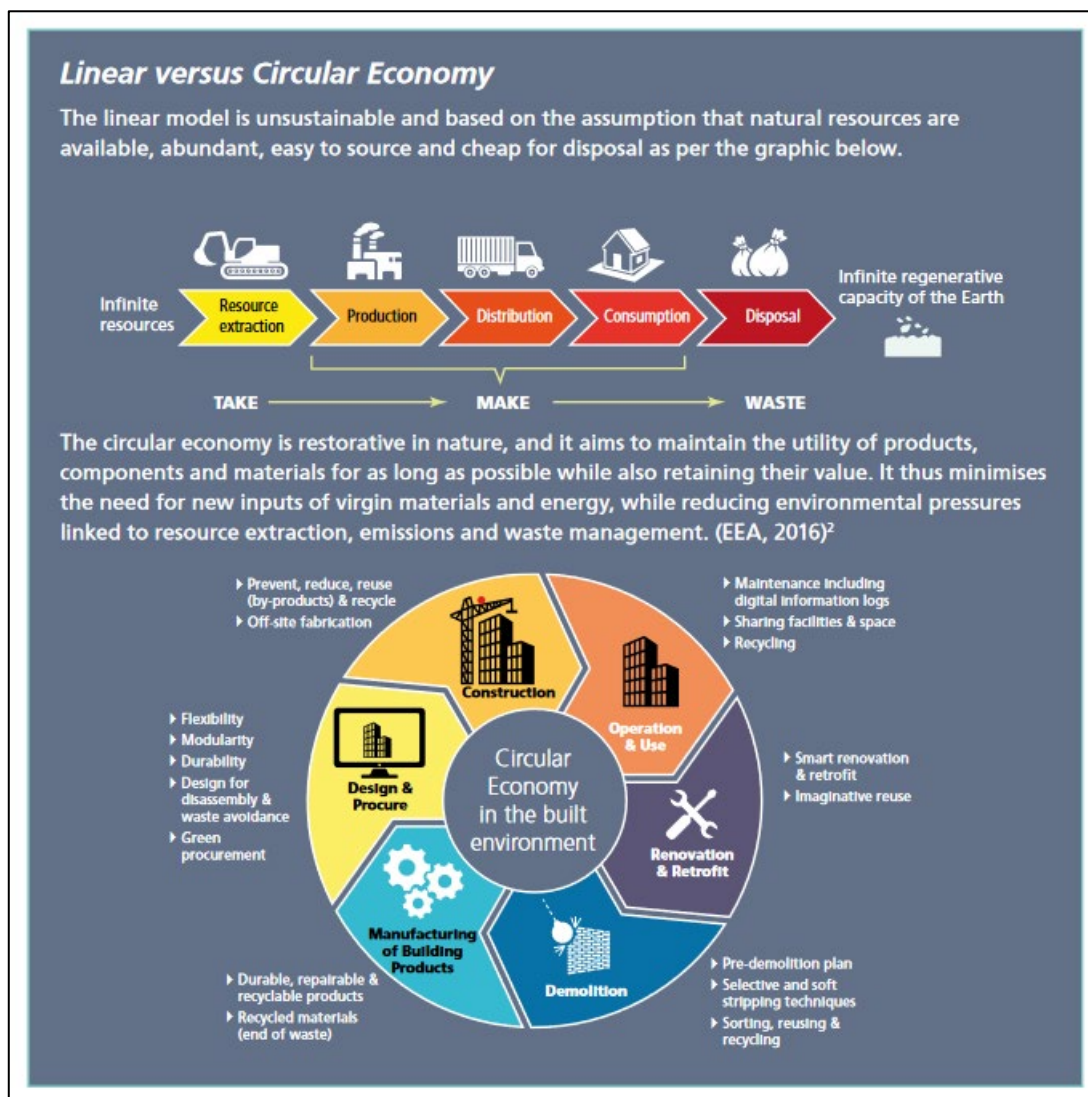 Linear versus Circular Economy
The linear model is unsustainable and based on the assumption that natural resources are
available, abundant, easy to source and cheap for disposal as per the graphic below.
Infinite
resources
Resource
extraction
Production
Distribution
Consumption
Disposal
Infinite regenerative
capacity of the Earth
TAKE
MAKE
WASTE
The circular economy is restorative in nature, and it aims to maintain the utility of products,
components and materials for as long as possible while also retaining their value. It thus minimises
the need for new inputs of virgin materials and energy, while reducing environmental pressures
linked to resource extraction, emissions and waste management. (EEA, 2016)²
Prevent, reduce, reuse
(by-products) & recycle
Off-site fabrication
Construction
Maintenance including
digital information logs
Sharing facilities & space
Recycling
Operation
& Use
Flexibility
Modularity
Durability
Design for
disassembly &
waste avoidance
Green
procurement
Design &
Procure
Circular
Economy
in the built
environment
Smart renovation
& retrofit
Imaginative reuse
Renovation
& Retrofit
Manufacturing
of Building
Products
Durable, repairable &
recyclable products
Recycled materials
(end of waste)
Demolition
Pre-demolition plan
Selective and soft
stripping techniques
Sorting, reusing &
recycling